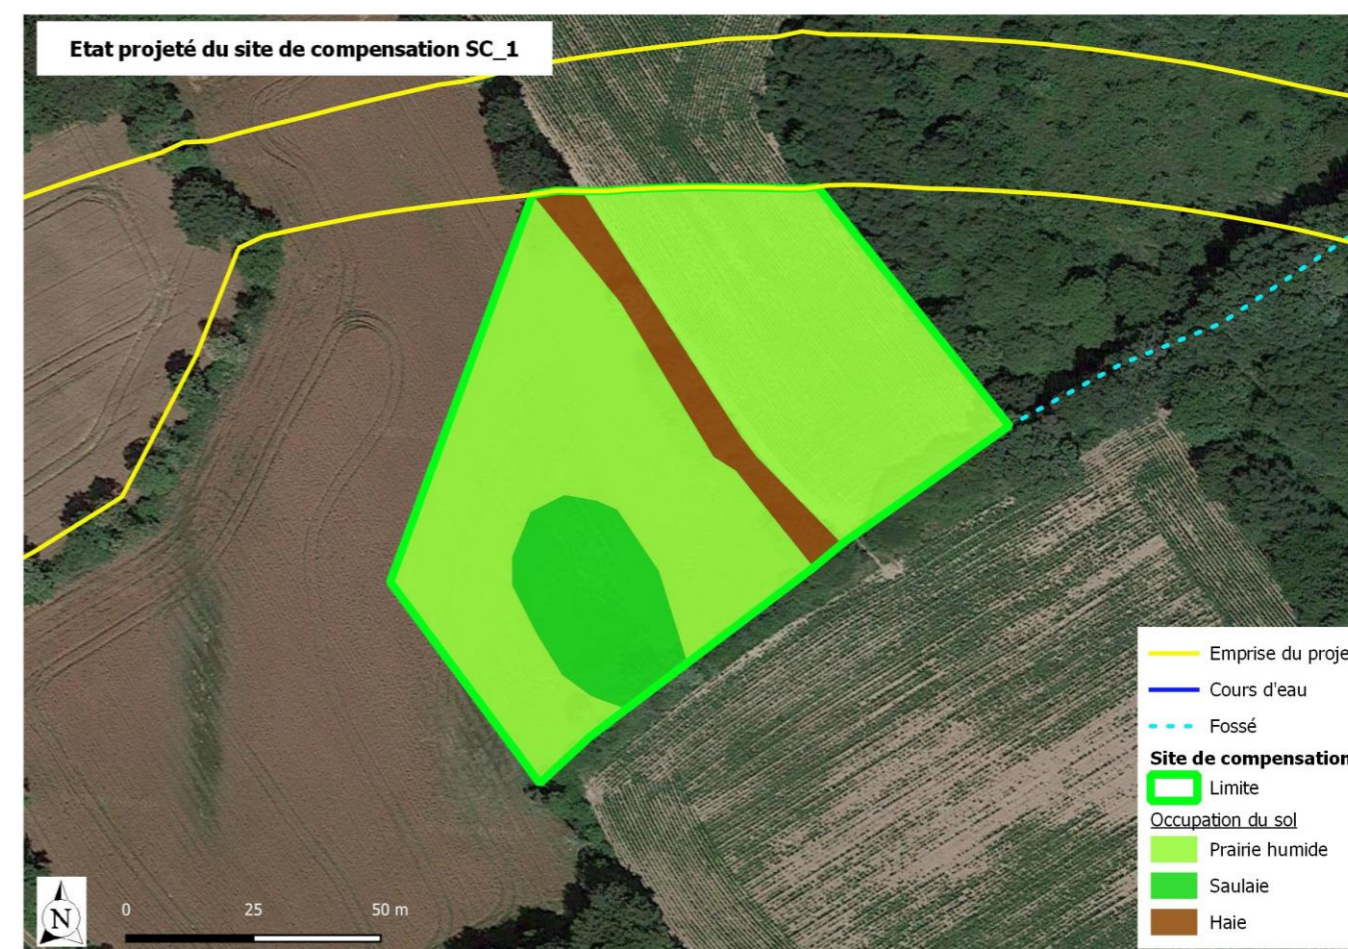 Etat projeté du site de compensation SC_1
Emprise du proje
Cours d'eau
Fossé
Site de compensation
Limite
Occupation du sol
Prairie humide
Saulaie
Haie
N
0 25 50 m